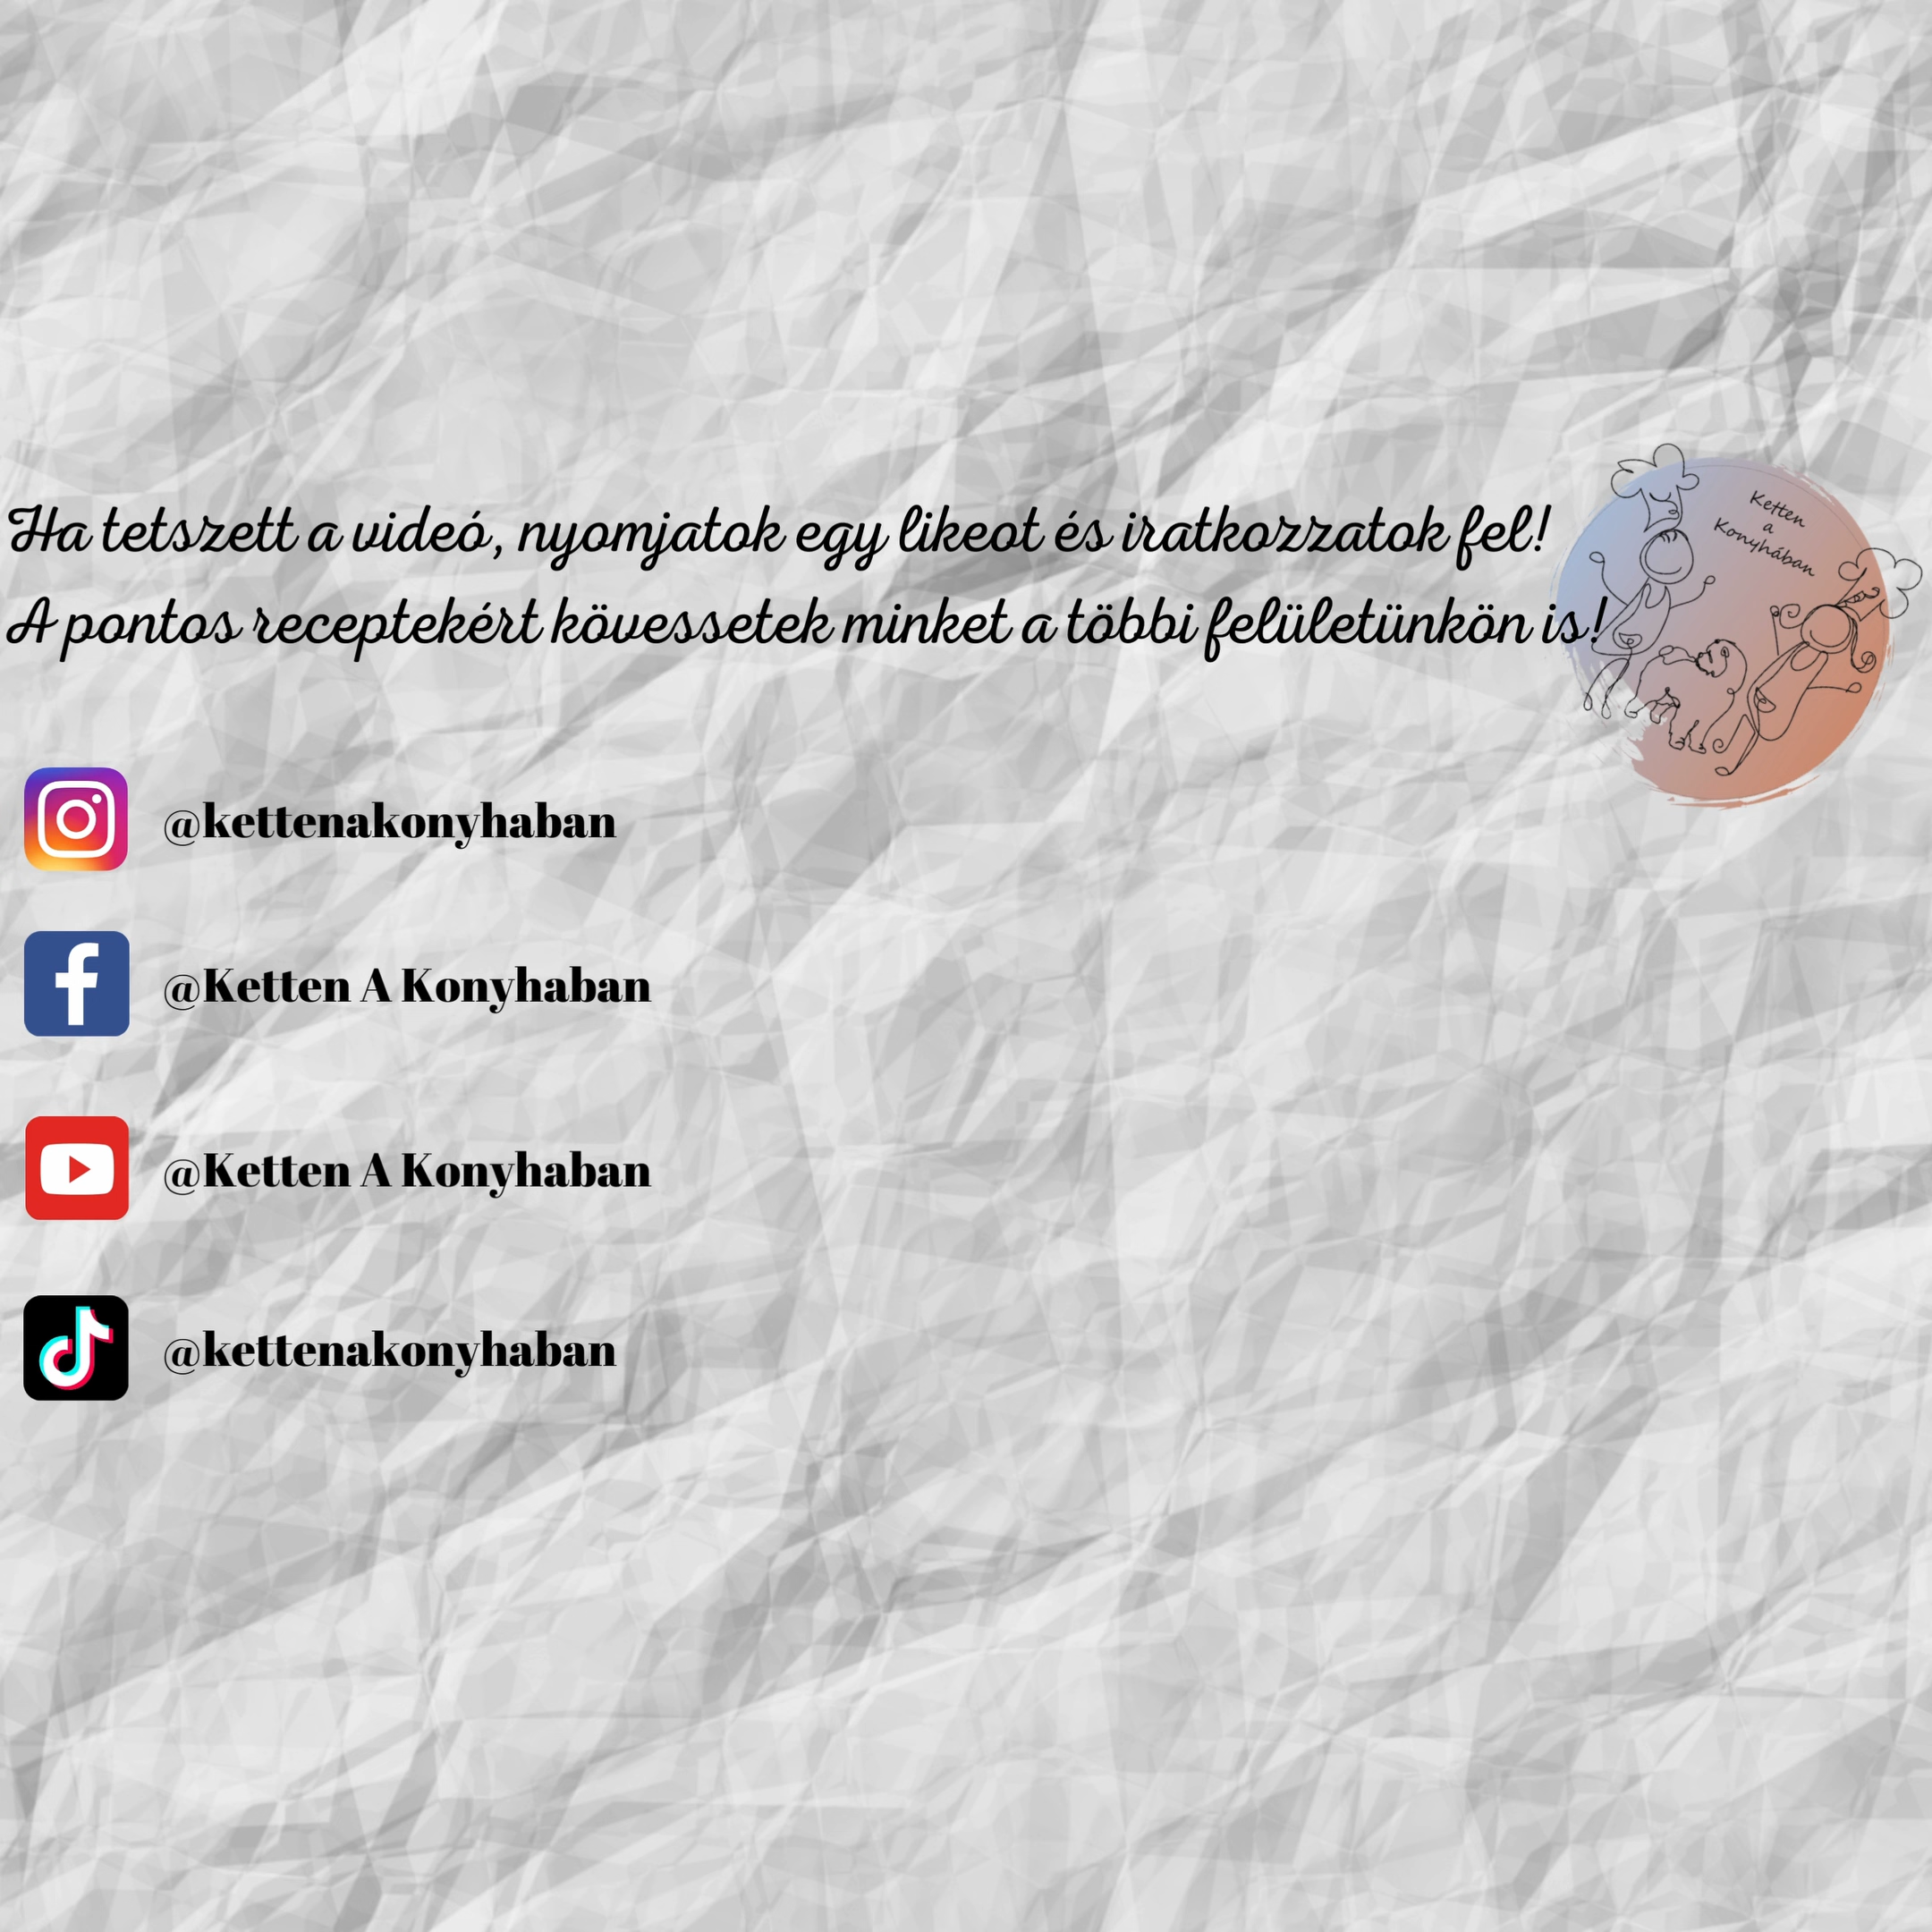 Ha tetszett a videó, nyomjatok egy likeot és iratkozzatok fel!
A pontos receptekért kövessetek minket a többi felületünkön is!
Ketten
a
Konyhában
@kettenakonyhaban
@Ketten A Konyhaban
@Ketten A Konyhaban
@kettenakonyhaban